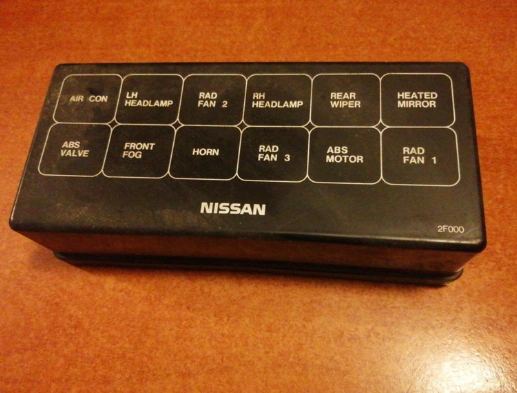 AIR CON
LH
HEADLAMP
RAD
FAN 2
RH
HEADLAMP
REAR
WIPER
HEATED
MIRROR
ABS
VALVE
FRONT
FOG
HORN
RAD
FAN 3
ABS
MOTOR
RAD
FAN 1
NISSAN
2F000